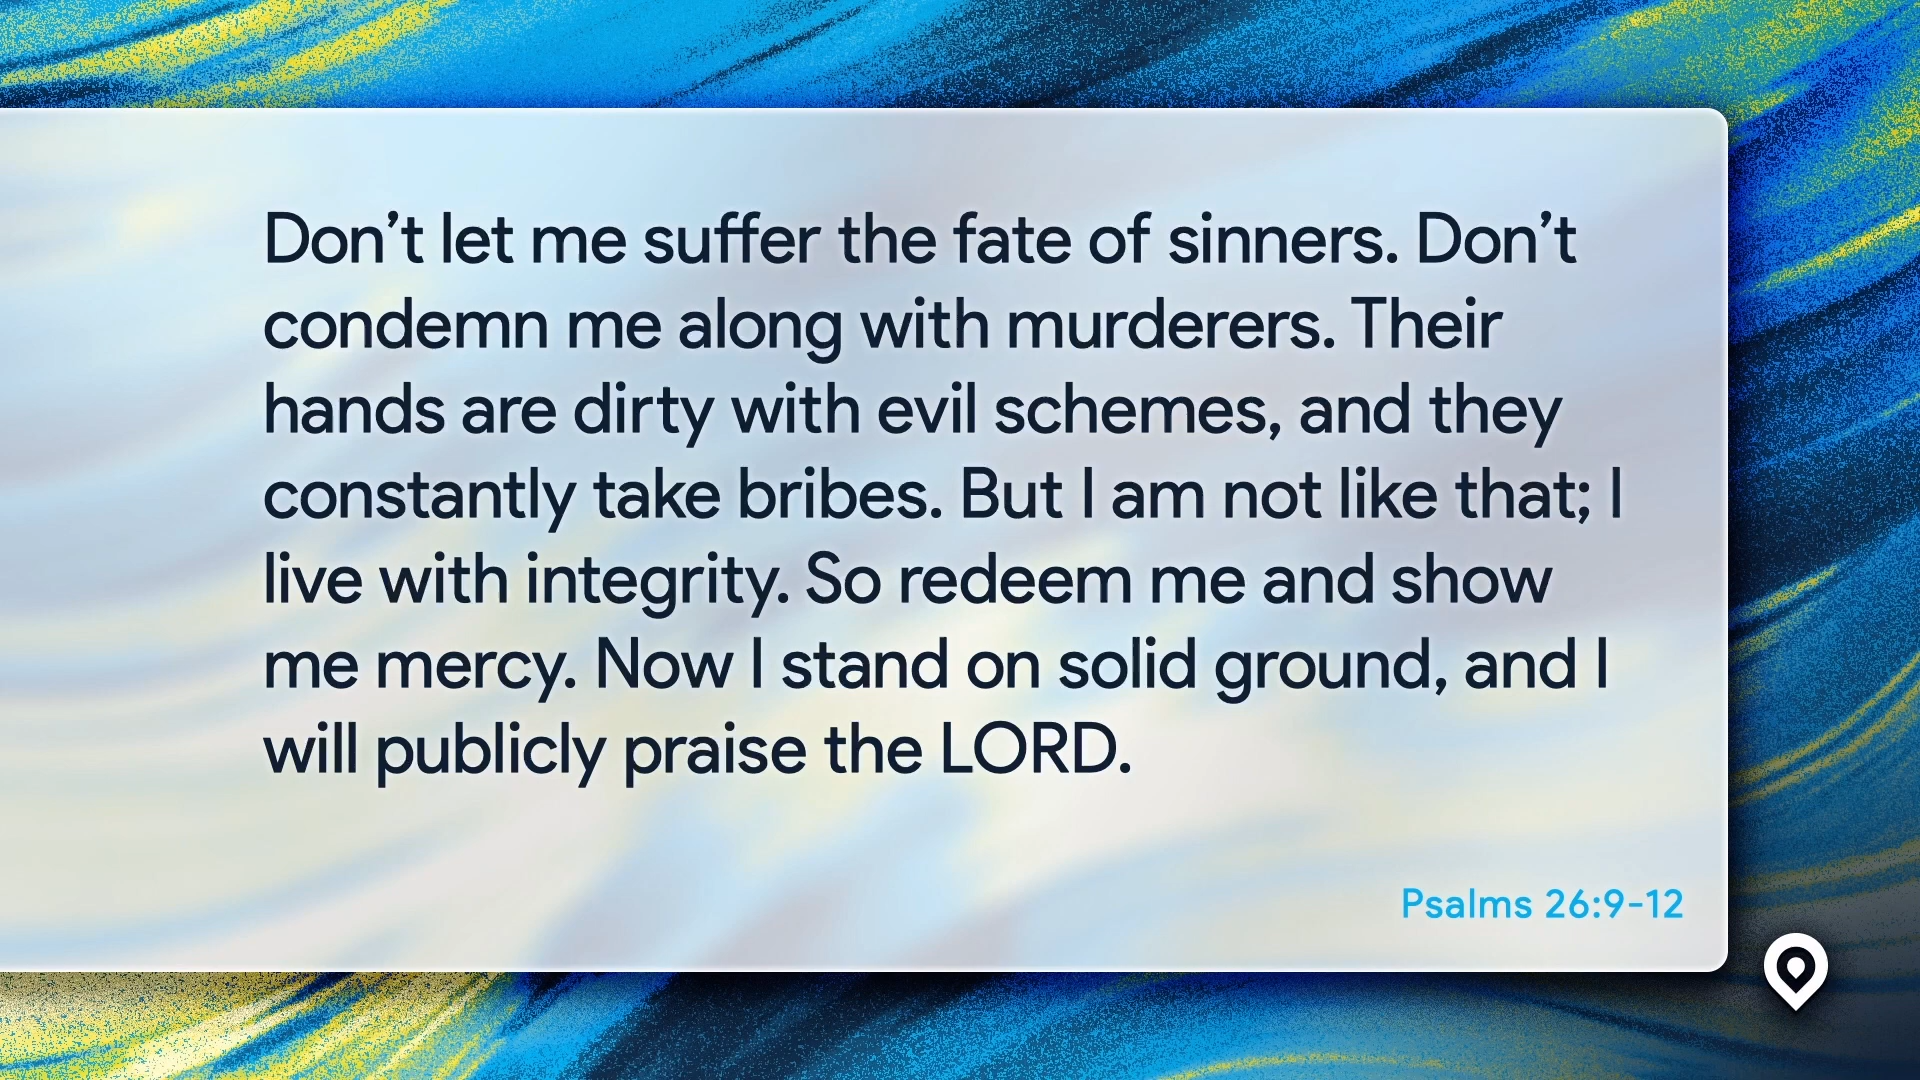 Don’t let me suffer the fate of sinners. Don’t
condemn me along with murderers. Their
hands are dirty with evil schemes, and they
constantly take bribes. But I am not like that; I
live with integrity. So redeem me and show
me mercy. Now I stand on solid ground, and I
will publicly praise the LORD.
Psalms 26:9-12